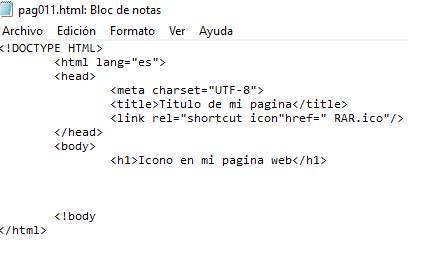 pag011.html: Bloc de notas
Archivo Edición Formato Ver Ayuda
<!DOCTYPE HTML>
<html lang="es">
<head>
<meta charset="UTF-8">
<title>Titulo de mi pagina</title>
<link rel="shortcut icon"href=" RAR.ico"/>
</head>
<body>
<h1>Icono en mi pagina web</h1>
<!body
</html>